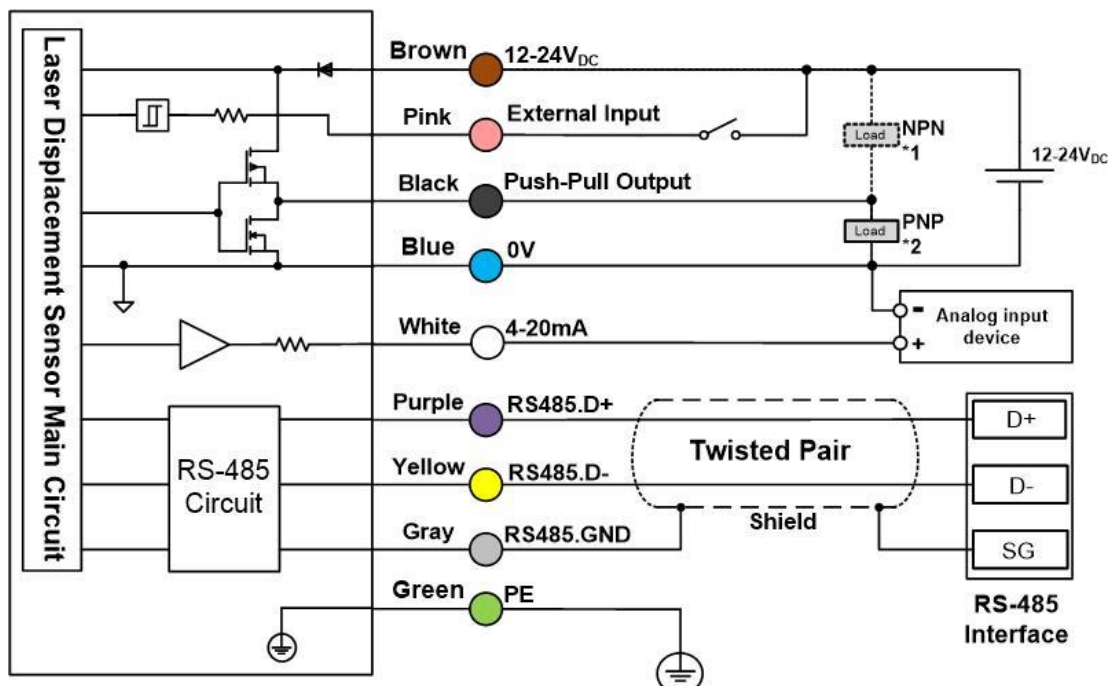 Laser Displacement Sensor Main Circuit
Brown
12-24VDC
Pink
External Input
Load
NPN
*1
12-24VDC
Black
Push-Pull Output
Load
PNP
*2
Blue
0V
-
Analog input
device
+
White
4-20mA
Purple
RS485.D+
D+
RS-485
Circuit
Twisted Pair
Yellow
RS485.D-
D-
Shield
Gray
RS485.GND
SG
Green
PE
RS-485
Interface